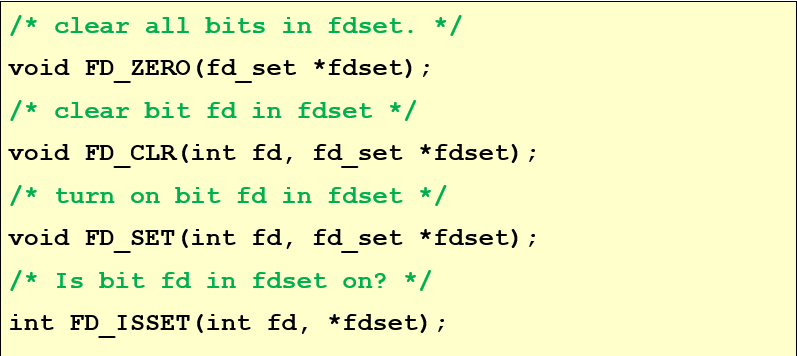 /* clear all bits in fdset. */
void FD_ZERO(fd_set *fdset);
/* clear bit fd in fdset */
void FD_CLR(int fd, fd_set *fdset);
/* turn on bit fd in fdset */
void FD_SET(int fd, fd_set *fdset);
/* Is bit fd in fdset on? */
int FD_ISSET(int fd, *fdset);